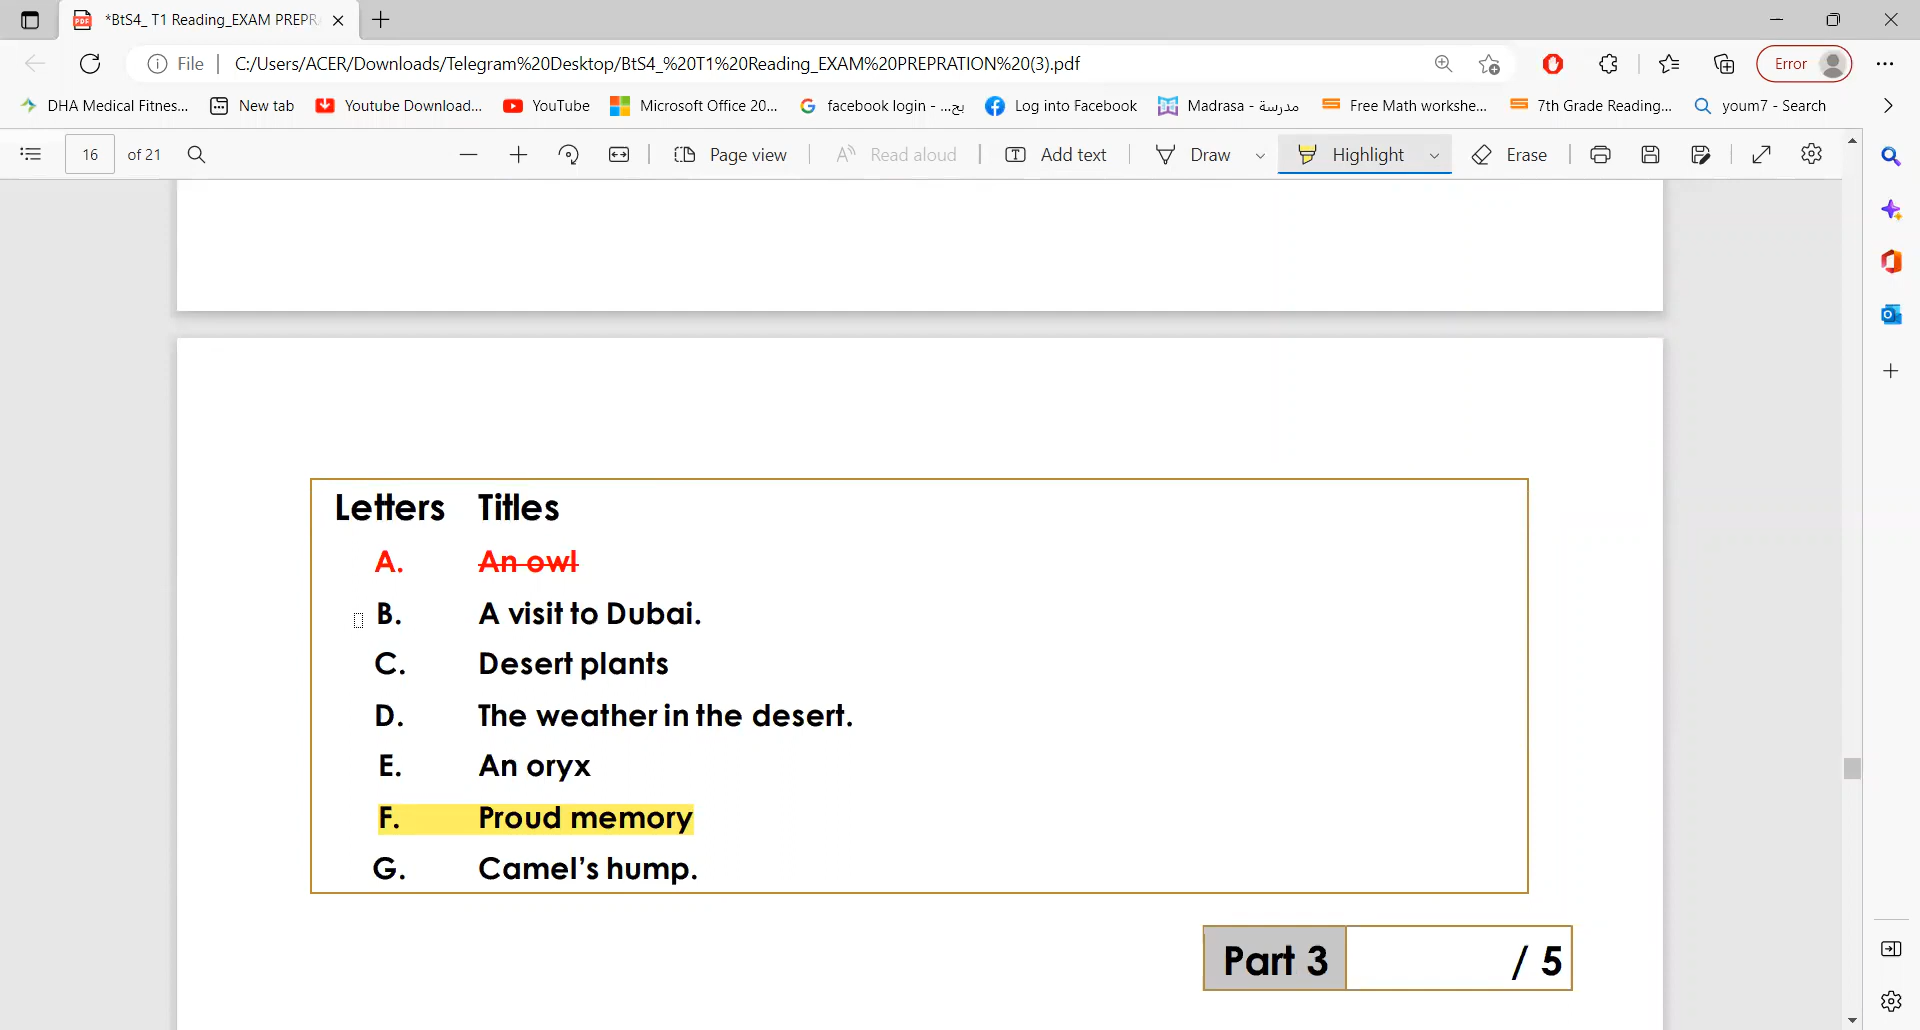 *BtS4_ T1 Reading_EXAM PREPR
File
C:/Users/ACER/Downloads/Telegram%20Desktop/BtS4_%20T1%20Reading_EXAM%20PREPRATION%20(3).pdf
Error
DHA Medical Fitnes...
New tab
Youtube Download...
YouTube
Microsoft Office 20...
facebook login - ...بح
Log into Facebook
Madrasa - مدرسة
Free Math workshe...
7th Grade Reading...
youm7 - Search
16 of 21
Page view
Read aloud
Add text
Draw
Highlight
Erase
Letters Titles
A. An owl
B. A visit to Dubai.
C. Desert plants
D. The weather in the desert.
E. An oryx
F. Proud memory
G. Camel’s hump.
Part 3 / 5